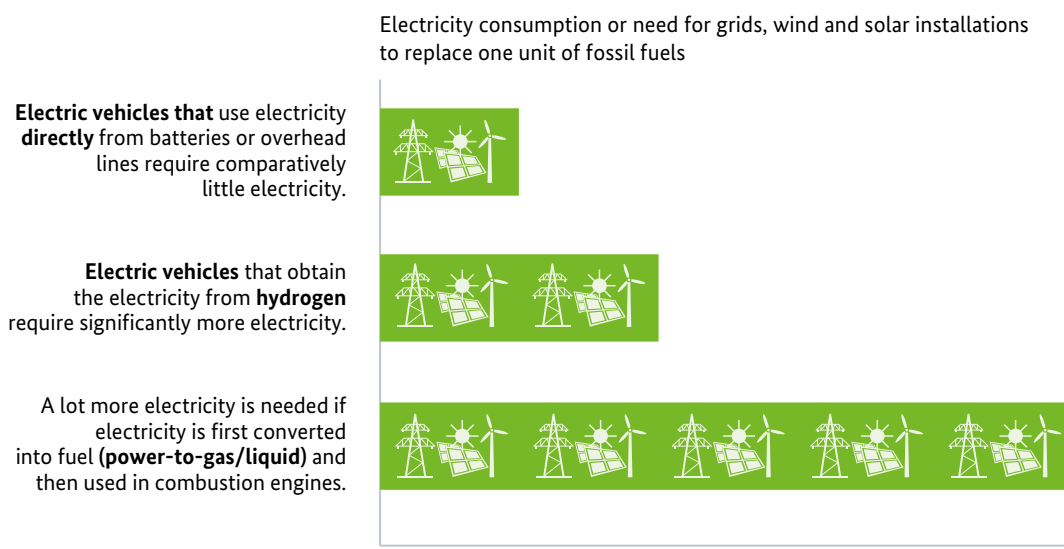 Electricity consumption or need for grids, wind and solar installations
to replace one unit of fossil fuels
Electric vehicles that use electricity
directly from batteries or overhead
lines require comparatively
little electricity.
Electric vehicles that obtain
the electricity from hydrogen
require significantly more electricity.
A lot more electricity is needed if
electricity is first converted
into fuel (power-to-gas/liquid) and
then used in combustion engines.